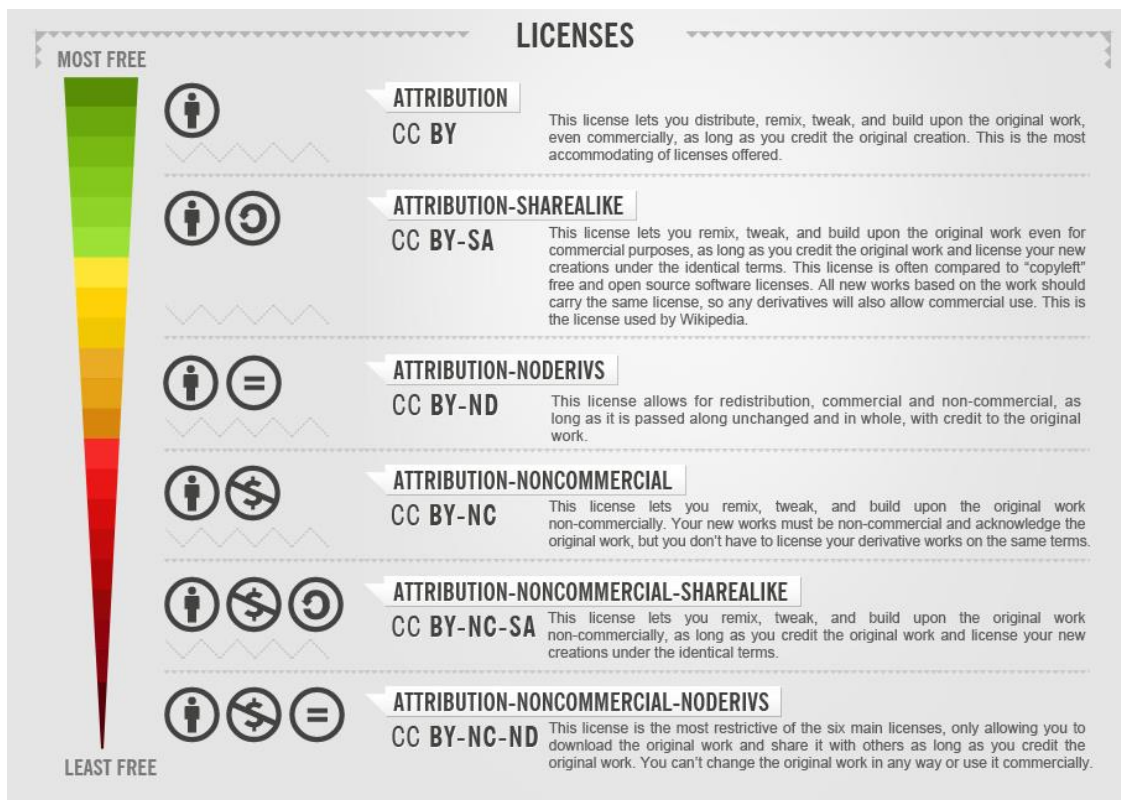 LICENSES
MOST FREE
ATTRIBUTION
CC BY
This license lets you distribute, remix, tweak, and build upon the original work,
even commercially, as long as you credit the original creation. This is the most
accommodating of licenses offered.
ATTRIBUTION-SHAREALIKE
CC BY-SA
This license lets you remix, tweak, and build upon the original work even for
commercial purposes, as long as you credit the original work and license your new
creations under the identical terms. This license is often compared to “copyleft”
free and open source software licenses. All new works based on the work should
carry the same license, so any derivatives will also allow commercial use. This is
the license used by Wikipedia.
ATTRIBUTION-NODERIVS
CC BY-ND
This license allows for redistribution, commercial and non-commercial, as
long as it is passed along unchanged and in whole, with credit to the original
work.
ATTRIBUTION-NONCOMMERCIAL
CC BY-NC
This license lets you remix, tweak, and build upon the original work
non-commercially. Your new works must be non-commercial and acknowledge the
original work, but you don’t have to license your derivative works on the same terms.
ATTRIBUTION-NONCOMMERCIAL-SHAREALIKE
CC BY-NC-SA
This license lets you remix, tweak, and build upon the original work
non-commercially, as long as you credit the original work and license your new
creations under the identical terms.
ATTRIBUTION-NONCOMMERCIAL-NODERIVS
CC BY-NC-ND
This license is the most restrictive of the six main licenses, only allowing you to
download the original work and share it with others as long as you credit the
original work. You can’t change the original work in any way or use it commercially.
LEAST FREE